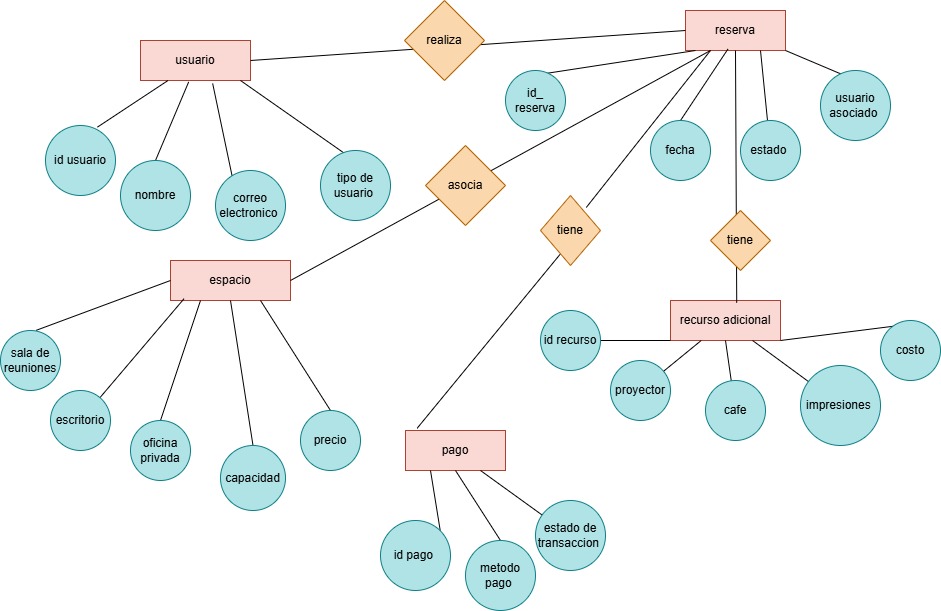 realiza
reserva
usuario
id_
reserva
usuario
asociado
id usuario
nombre
correo
electronico
tipo de
usuario
asocia
fecha
estado
tiene
tiene
espacio
recurso adicional
sala de
reuniones
escritorio
oficina
privada
capacidad
precio
id recurso
proyector
cafe
impresiones
costo
pago
id pago
metodo
pago
estado de
transaccion